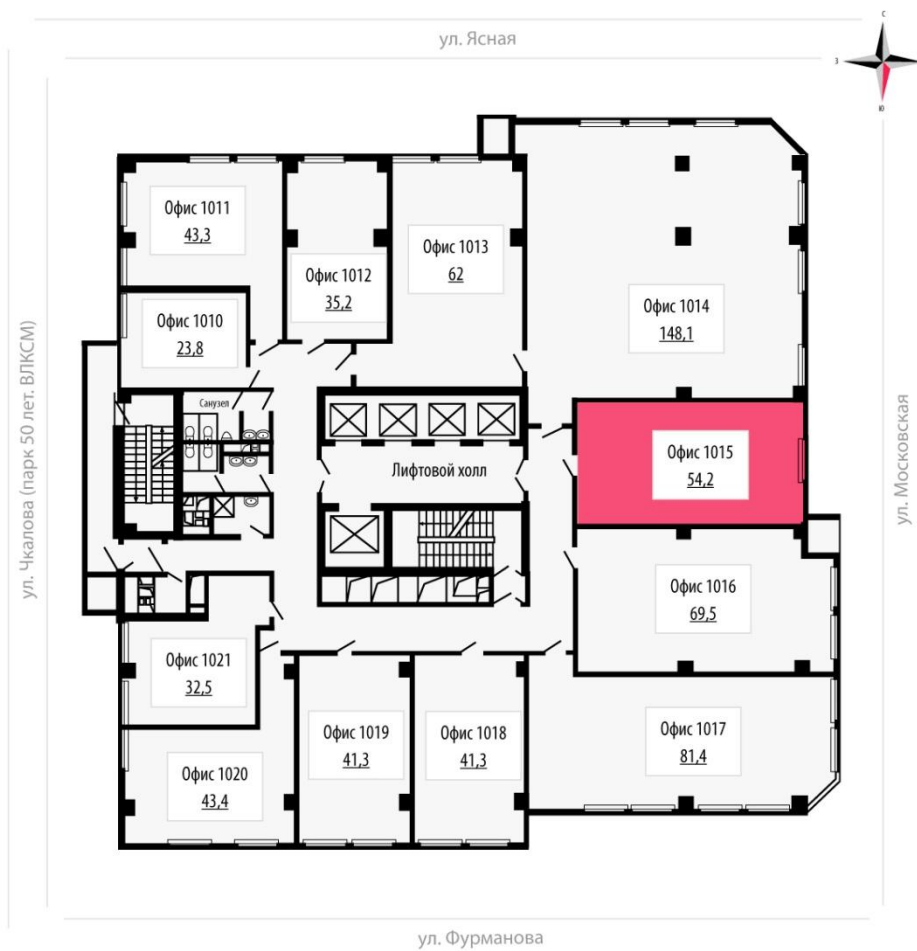 ул. Ясная
С
З
Ю
Офис 1011
43,3
Офис 1012
35,2
Офис 1013
62
Офис 1014
148,1
Офис 1010
23,8
Санузел
Лифтовой холл
Офис 1015
54,2
Офис 1016
69,5
Офис 1021
32,5
Офис 1020
43,4
Офис 1019
41,3
Офис 1018
41,3
Офис 1017
81,4
ул. Чкалова (парк 50 лет. ВЛКСМ)
ул. Московская
ул. Фурманова